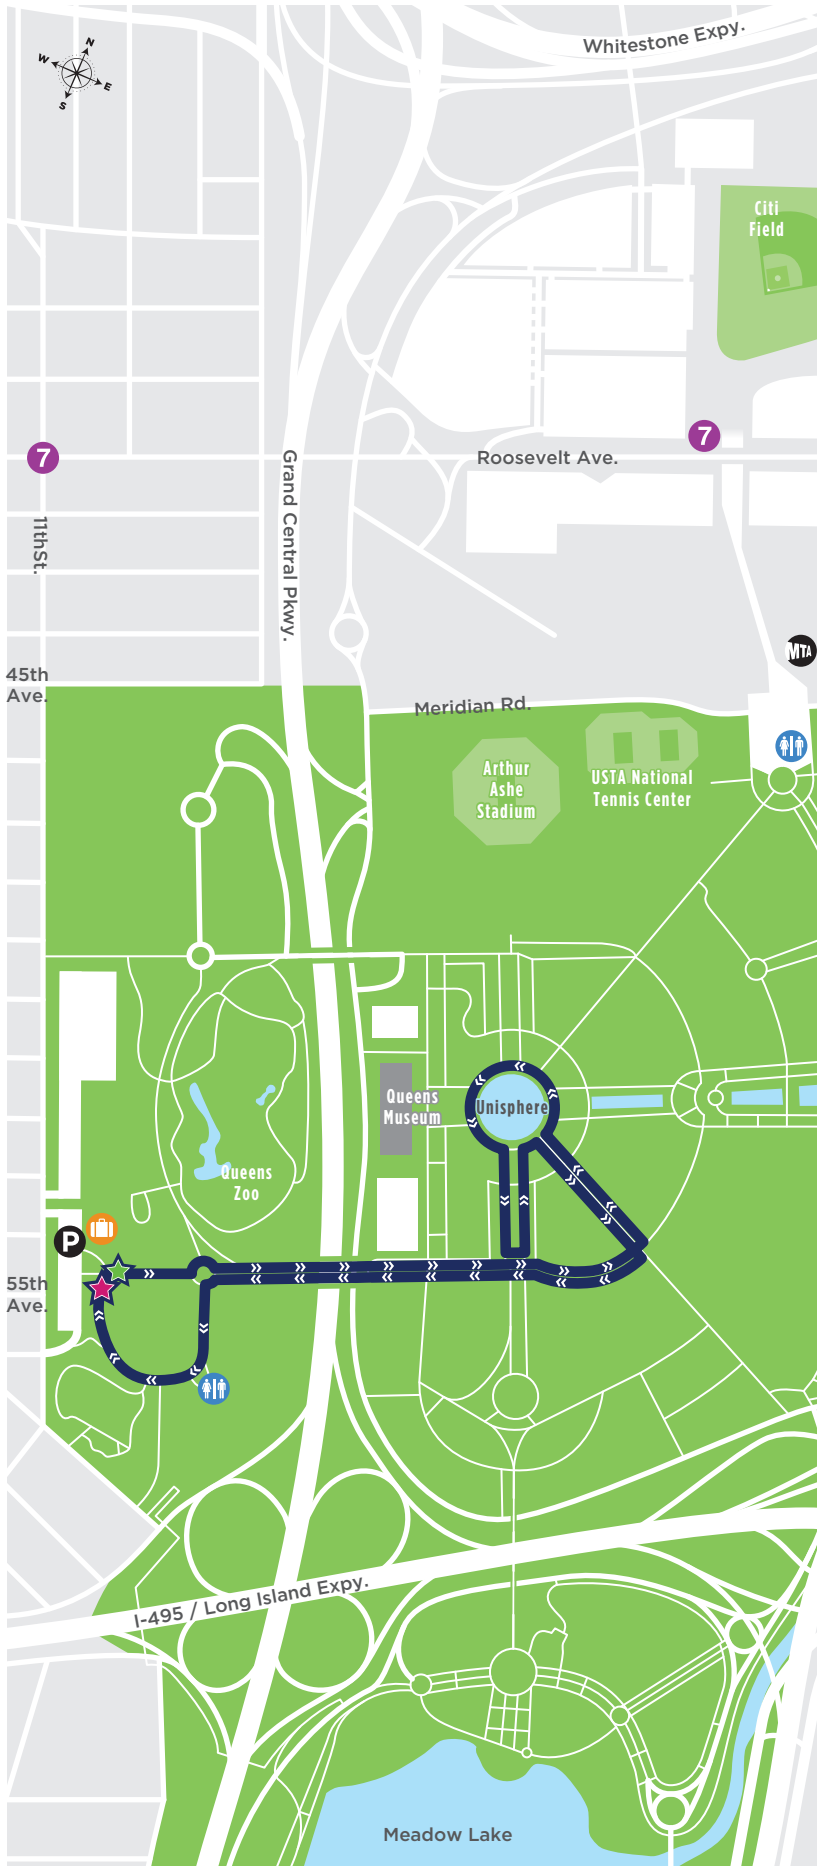 Whitestone Expy.
N
W
E
S
Citi
Field
7
7
Roosevelt Ave.
Grand Central Pkwy.
11thSt.
MTA
45th
Ave.
Meridian Rd.
Arthur
Ashe
Stadium
USTA National
Tennis Center
Queens
Museum
Unisphere
Queens
Zoo
P
55th
Ave.
I-495 / Long Island Expy.
Meadow Lake